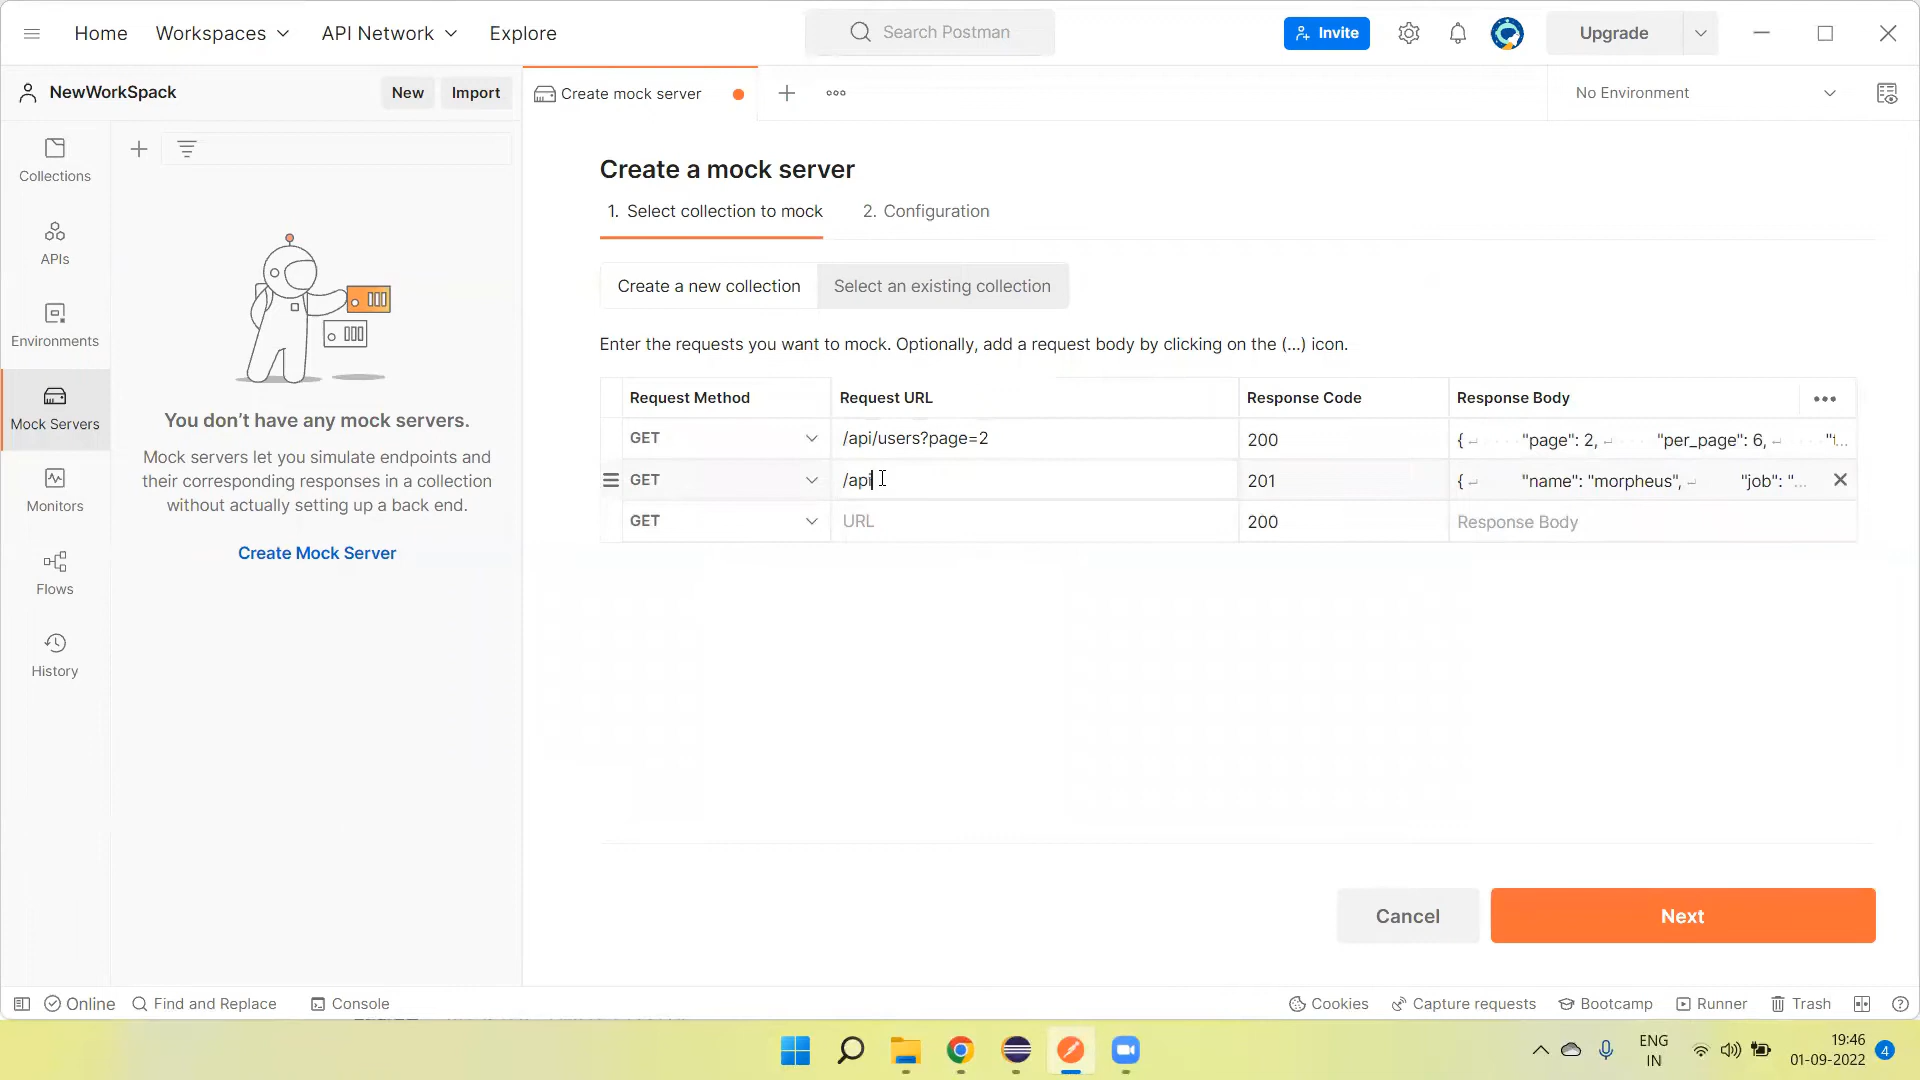 Home Workspaces API Network Explore Search Postman Invite Upgrade
NewWorkSpack New Import Create mock server No Environment
Collections
APIs
Environments
Mock Servers
Monitors
Flows
History
You don't have any mock servers.
Mock servers let you simulate endpoints and
their corresponding responses in a collection
without actually setting up a back end.
Create Mock Server
Create a mock server
1. Select collection to mock 2. Configuration
Create a new collection Select an existing collection
Enter the requests you want to mock. Optionally, add a request body by clicking on the (...) icon.
Request Method Request URL Response Code Response Body
GET /api/users?page=2 200 { "page": 2, "per_page": 6, "t...
GET /api 201 { "name": "morpheus", "job": "...
GET URL 200 Response Body
Cancel Next
Online Find and Replace Console Cookies Capture requests Bootcamp Runner Trash
ENG
IN
19:46
01-09-2022
4